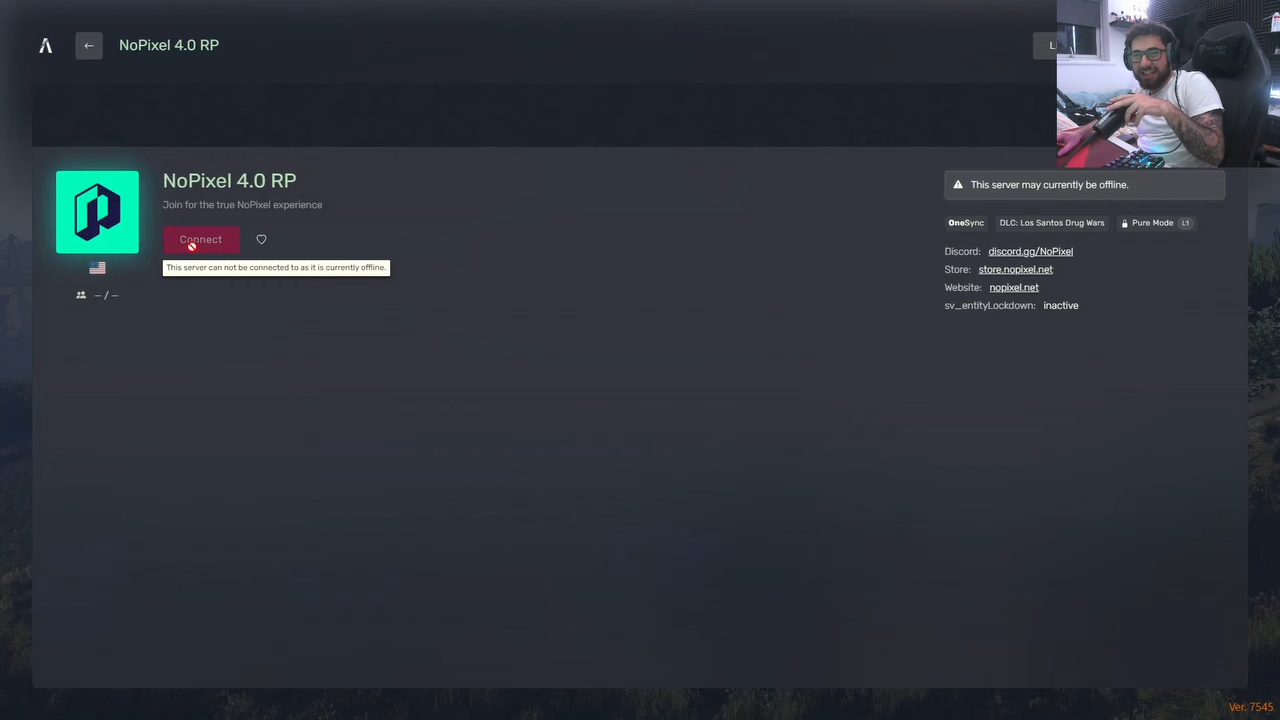 NoPixel 4.0 RP
NoPixel 4.0 RP
Join for the true NoPixel experience
Connect
This server can not be connected to as it is currently offline.
– / –
This server may currently be offline.
OneSync DLC: Los Santos Drug Wars Pure Mode L1
Discord: discord.gg/NoPixel
Store: store.nopixel.net
Website: nopixel.net
sv_entityLockdown: inactive
Ver. 7545